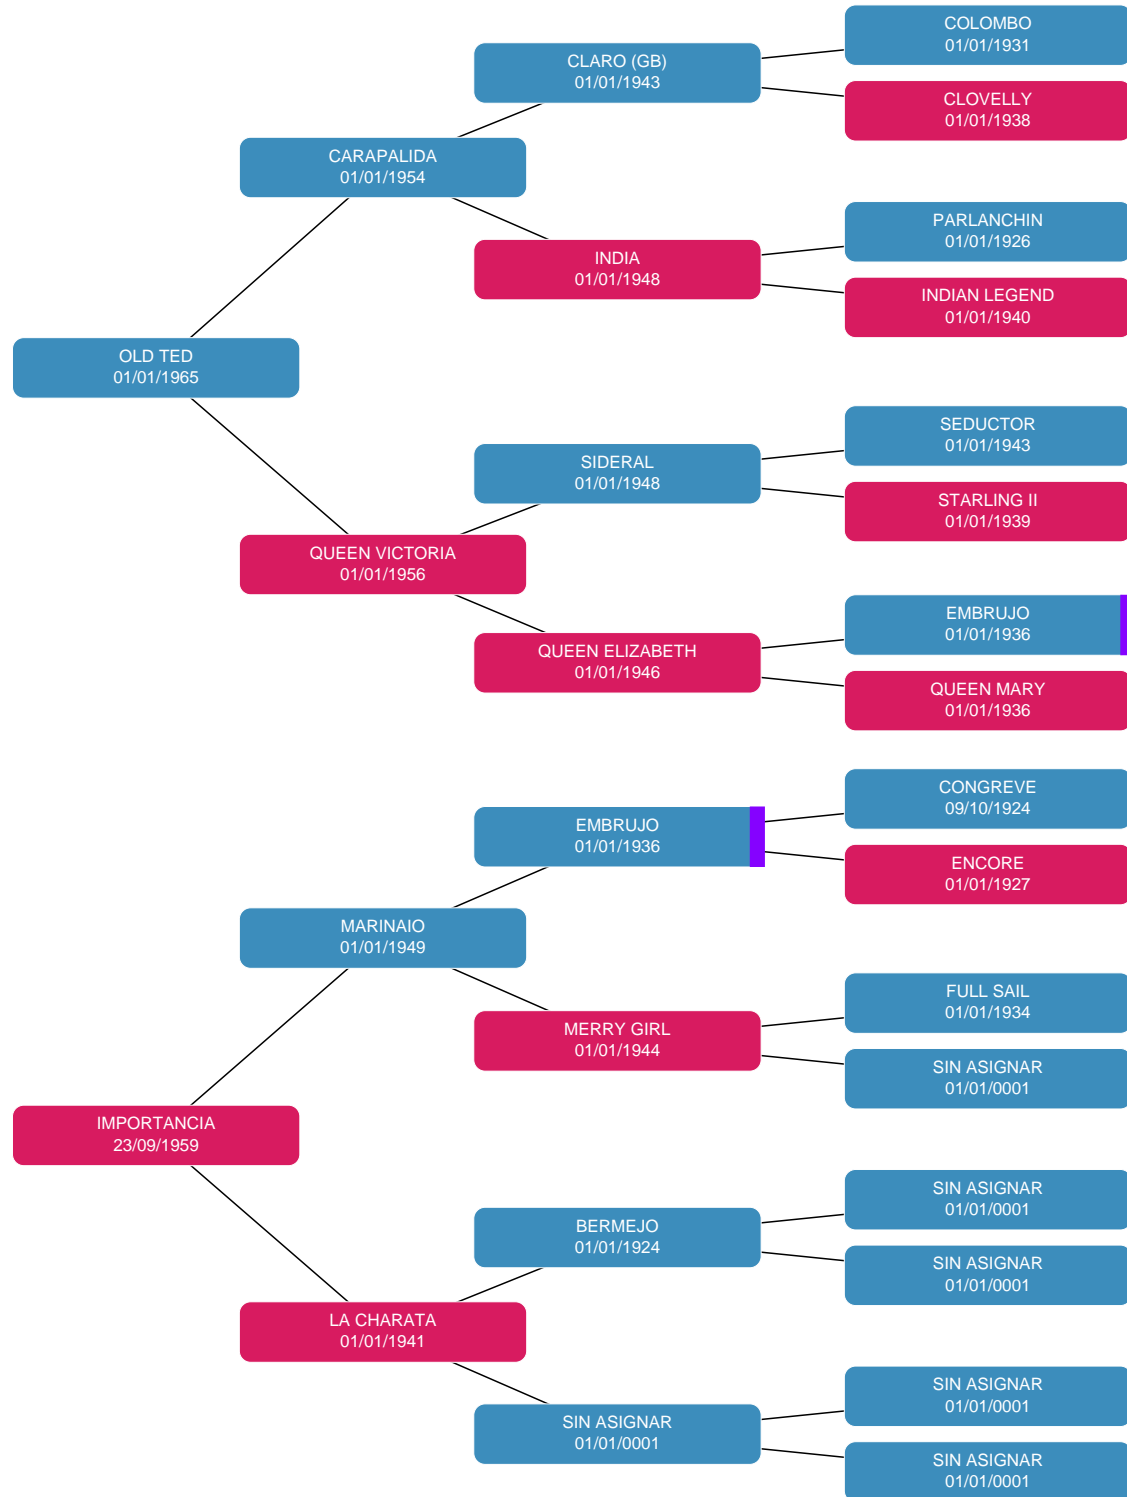 COLOMBO
01/01/1931
CLARO (GB)
01/01/1943
CLOVELLY
01/01/1938
CARAPALIDA
01/01/1954
PARLANCHIN
01/01/1926
INDIA
01/01/1948
INDIAN LEGEND
01/01/1940
OLD TED
01/01/1965
SEDUCTOR
01/01/1943
SIDERAL
01/01/1948
STARLING II
01/01/1939
QUEEN VICTORIA
01/01/1956
EMBRUJO
01/01/1936
QUEEN ELIZABETH
01/01/1946
QUEEN MARY
01/01/1936
CONGREVE
09/10/1924
EMBRUJO
01/01/1936
ENCORE
01/01/1927
MARINAIO
01/01/1949
FULL SAIL
01/01/1934
MERRY GIRL
01/01/1944
SIN ASIGNAR
01/01/0001
IMPORTANCIA
23/09/1959
SIN ASIGNAR
01/01/0001
BERMEJO
01/01/1924
SIN ASIGNAR
01/01/0001
LA CHARATA
01/01/1941
SIN ASIGNAR
01/01/0001
SIN ASIGNAR
01/01/0001
SIN ASIGNAR
01/01/0001